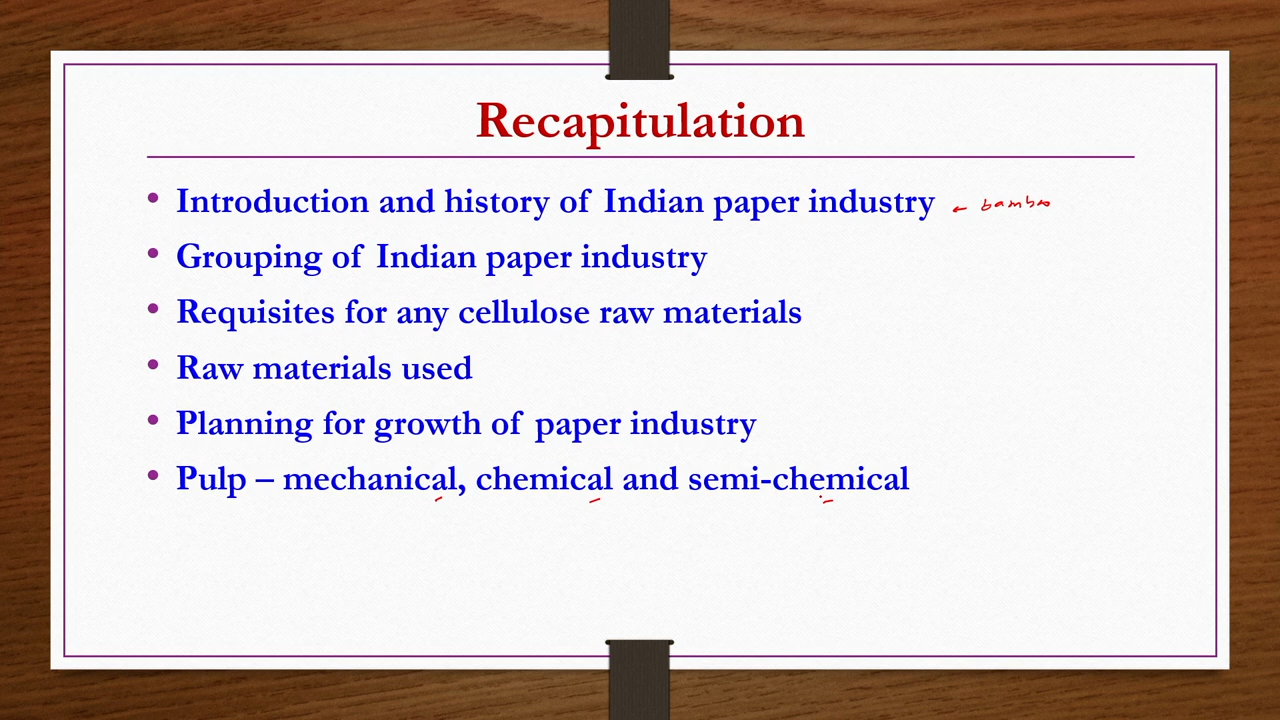 Recapitulation
• Introduction and history of Indian paper industry ← bamboo
• Grouping of Indian paper industry
• Requisites for any cellulose raw materials
• Raw materials used
• Planning for growth of paper industry
• Pulp – mechanical, chemical and semi-chemical